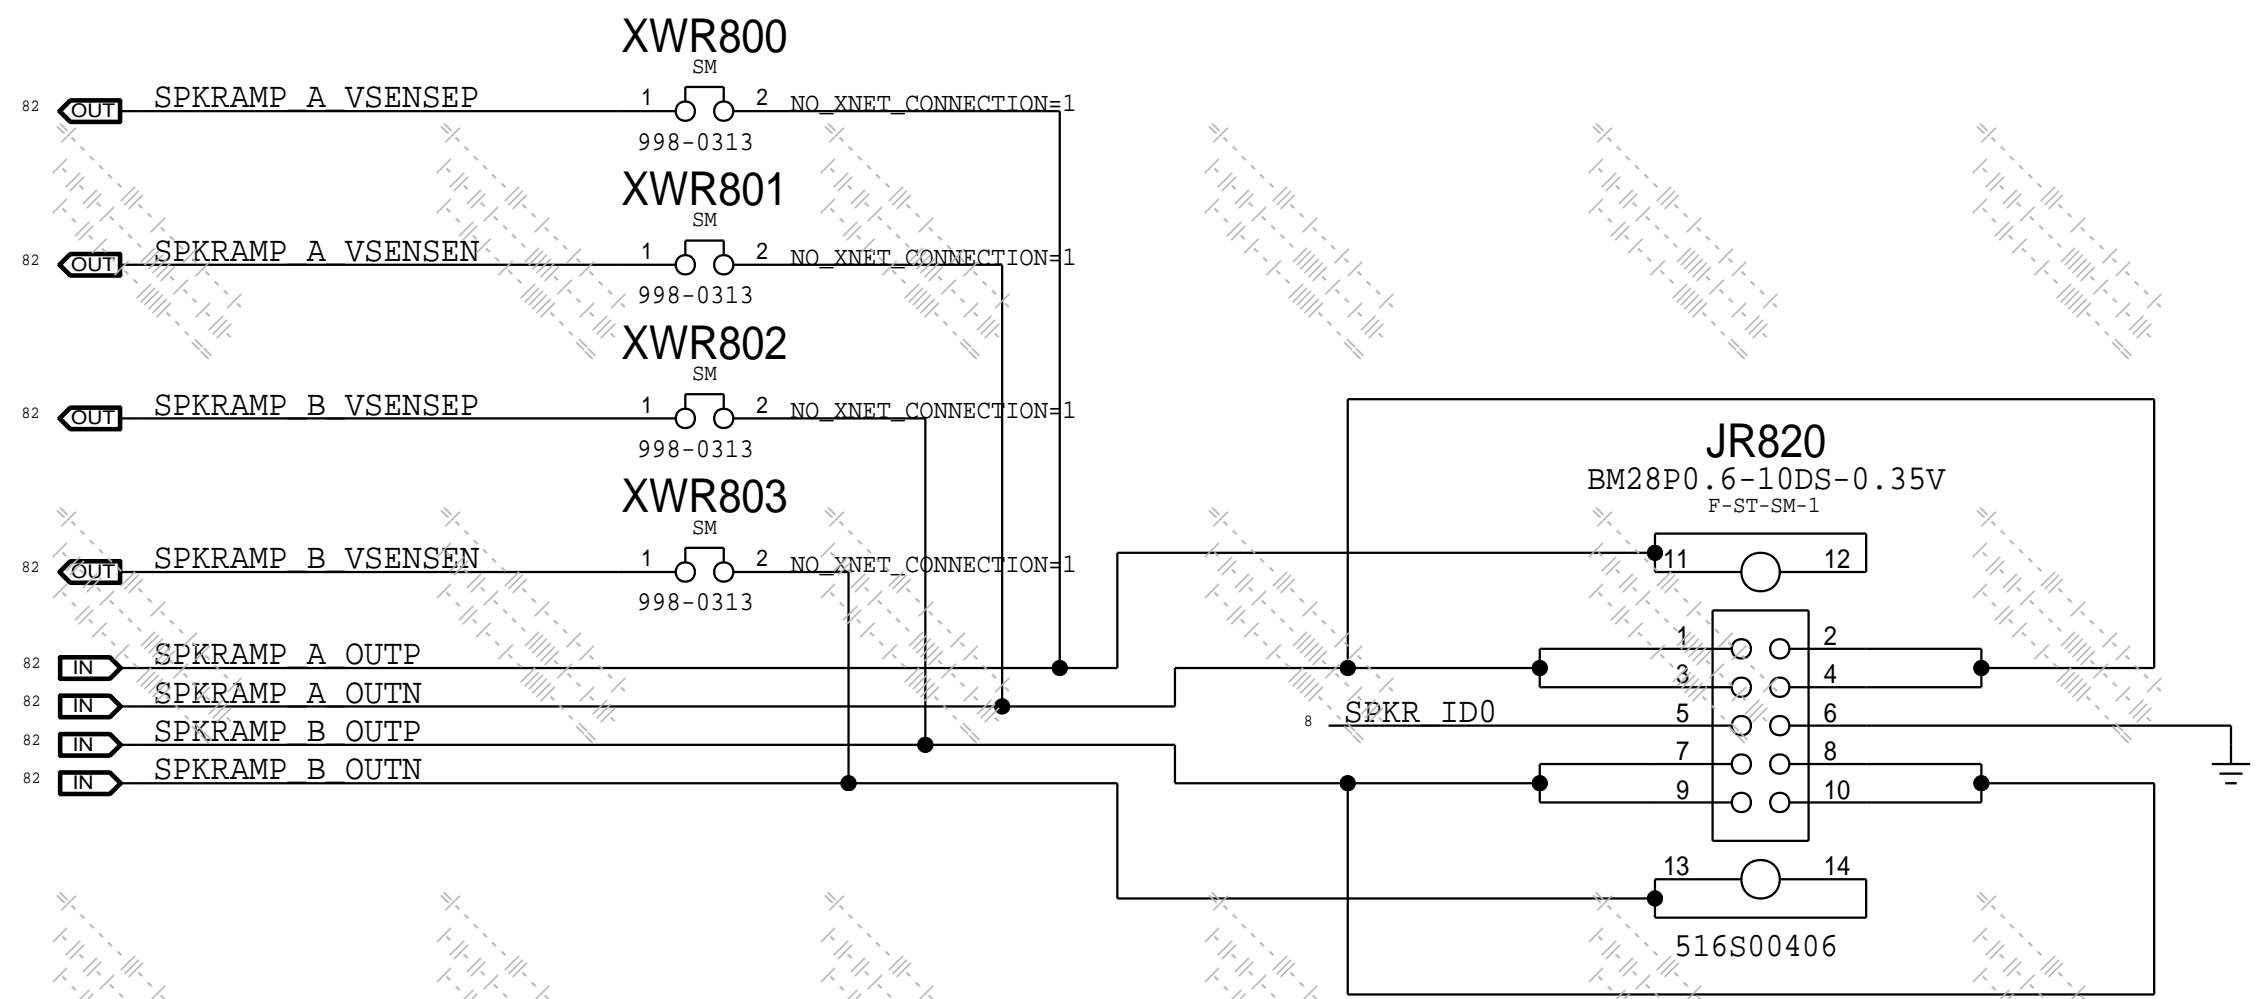 XWR800
SM
82 OUT SPKRAMP_A_VSENSEP 1 2 NO_XNET_CONNECTION=1
998-0313
XWR801
SM
82 OUT SPKRAMP_A_VSENSEN 1 2 NO_XNET_CONNECTION=1
998-0313
XWR802
SM
82 OUT SPKRAMP_B_VSENSEP 1 2 NO_XNET_CONNECTION=1
998-0313
XWR803
SM
82 OUT SPKRAMP_B_VSENSEN 1 2 NO_XNET_CONNECTION=1
998-0313
82 IN SPKRAMP_A_OUTP
82 IN SPKRAMP_A_OUTN
82 IN SPKRAMP_B_OUTP
82 IN SPKRAMP_B_OUTN
JR820
BM28P0.6-10DS-0.35V
F-ST-SM-1
11 12
1 2
3 4
8 SPKR_ID0 5 6
7 8
9 10
13 14
516S00406